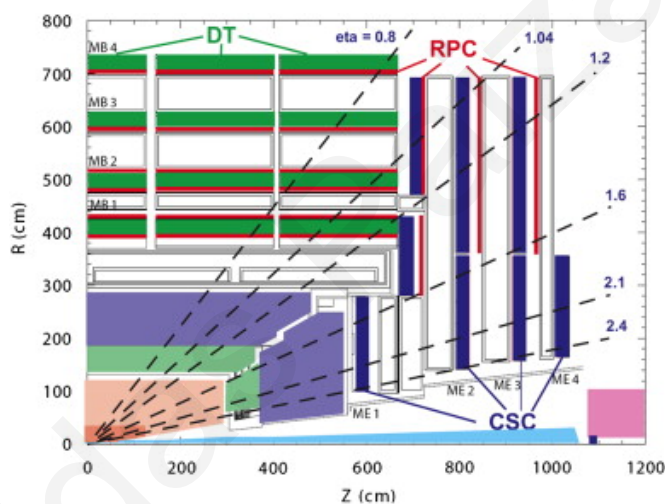 800
DT
eta = 0.8
RPC
1.04
1.2
MB 4
700
MB 3
600
MB 2
500
MB 1
400
1.6
R (cm)
300
2.1
2.4
200
100
ME 1
ME 2
ME 3
ME 4
CSC
0
0
200
400
600
800
1000
1200
Z (cm)